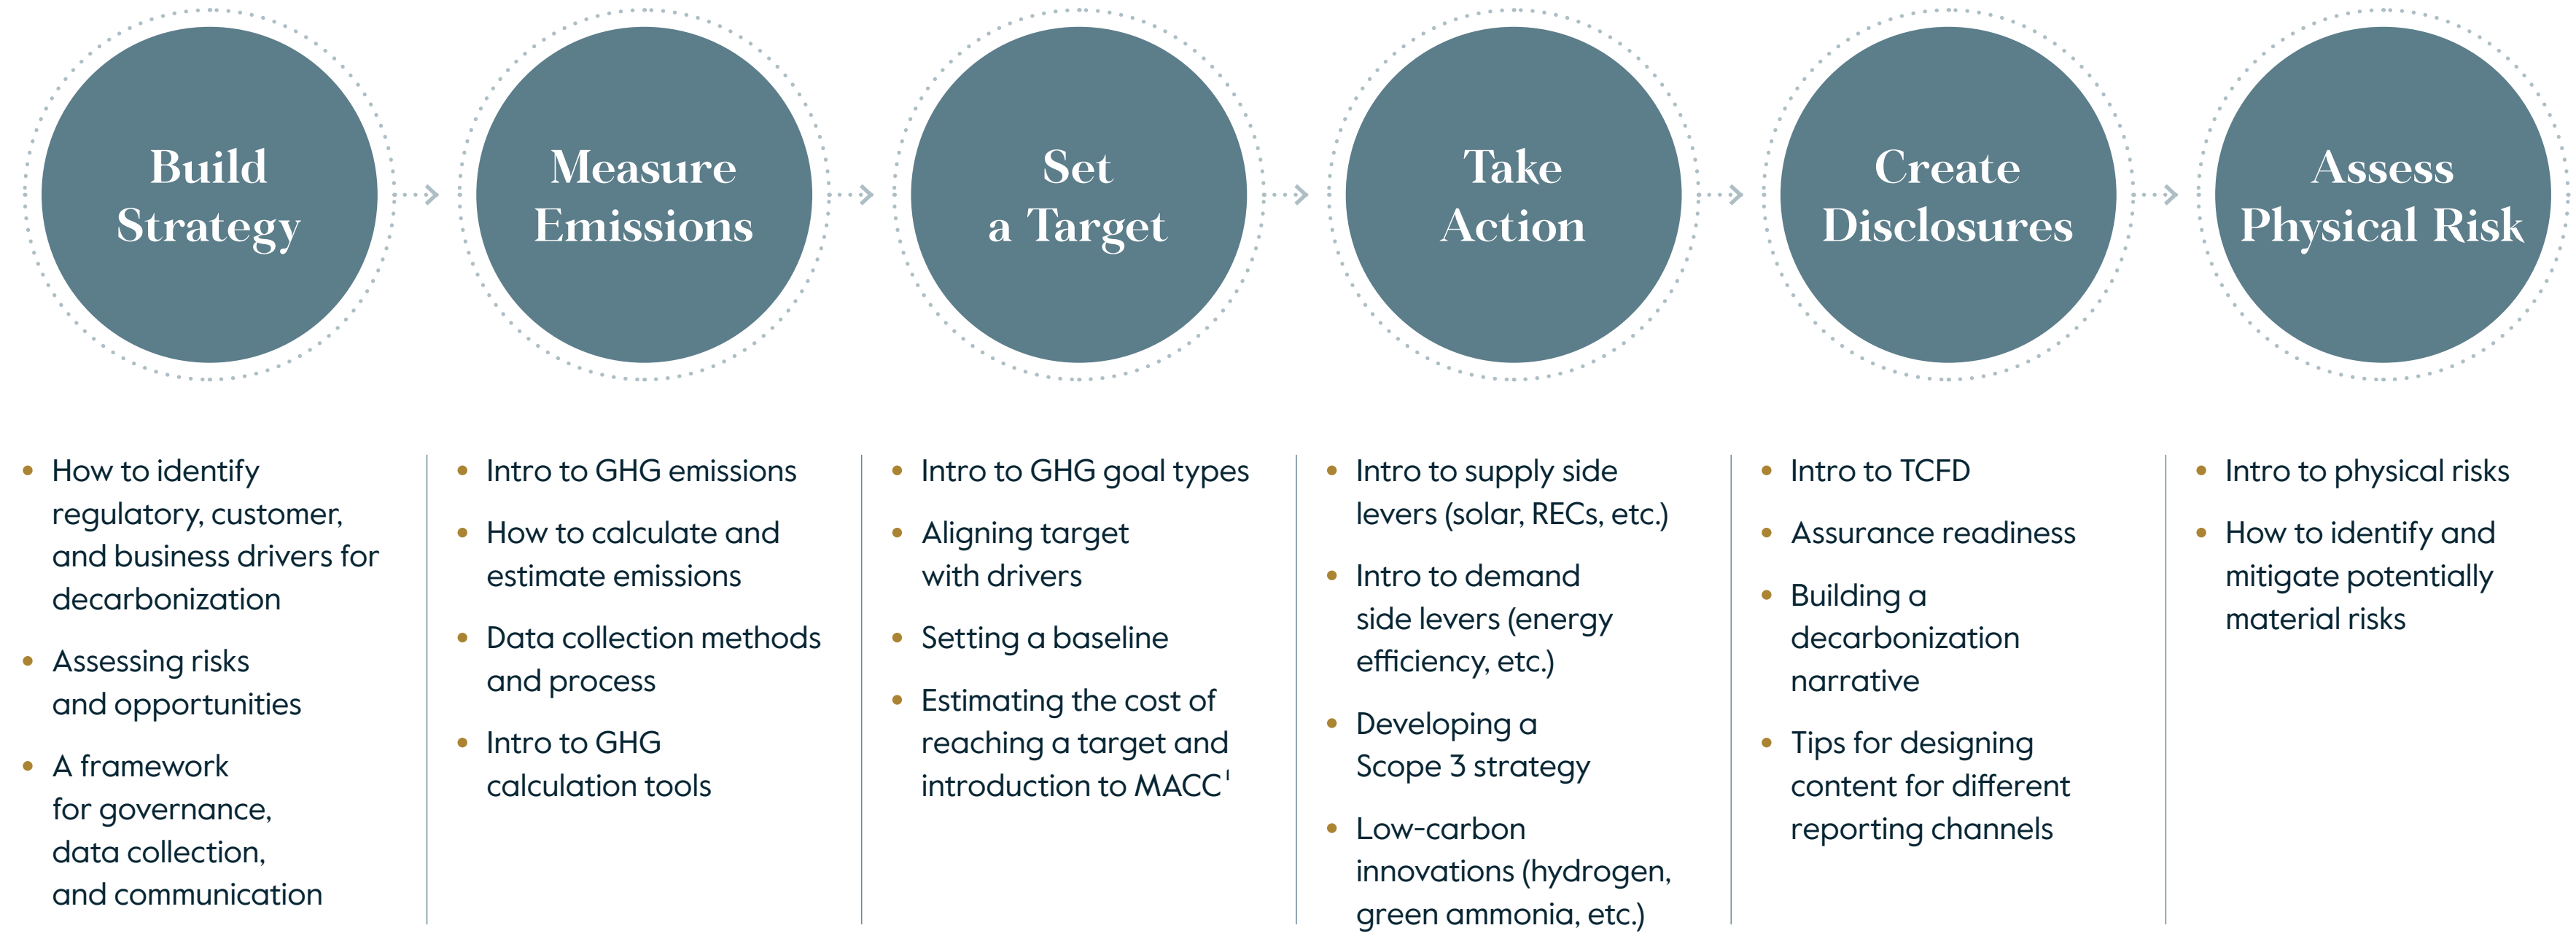 Build
Strategy
Measure
Emissions
Set
a Target
Take
Action
Create
Disclosures
Assess
Physical Risk
• How to identify
regulatory, customer,
and business drivers for
decarbonization
• Assessing risks
and opportunities
• A framework
for governance,
data collection,
and communication
• Intro to GHG emissions
• How to calculate and
estimate emissions
• Data collection methods
and process
• Intro to GHG
calculation tools
• Intro to GHG goal types
• Aligning target
with drivers
• Setting a baseline
• Estimating the cost of
reaching a target and
introduction to MACC¹
• Intro to supply side
levers (solar, RECs, etc.)
• Intro to demand
side levers (energy
efficiency, etc.)
• Developing a
Scope 3 strategy
• Low-carbon
innovations (hydrogen,
green ammonia, etc.)
• Intro to TCFD
• Assurance readiness
• Building a
decarbonization
narrative
• Tips for designing
content for different
reporting channels
• Intro to physical risks
• How to identify and
mitigate potentially
material risks